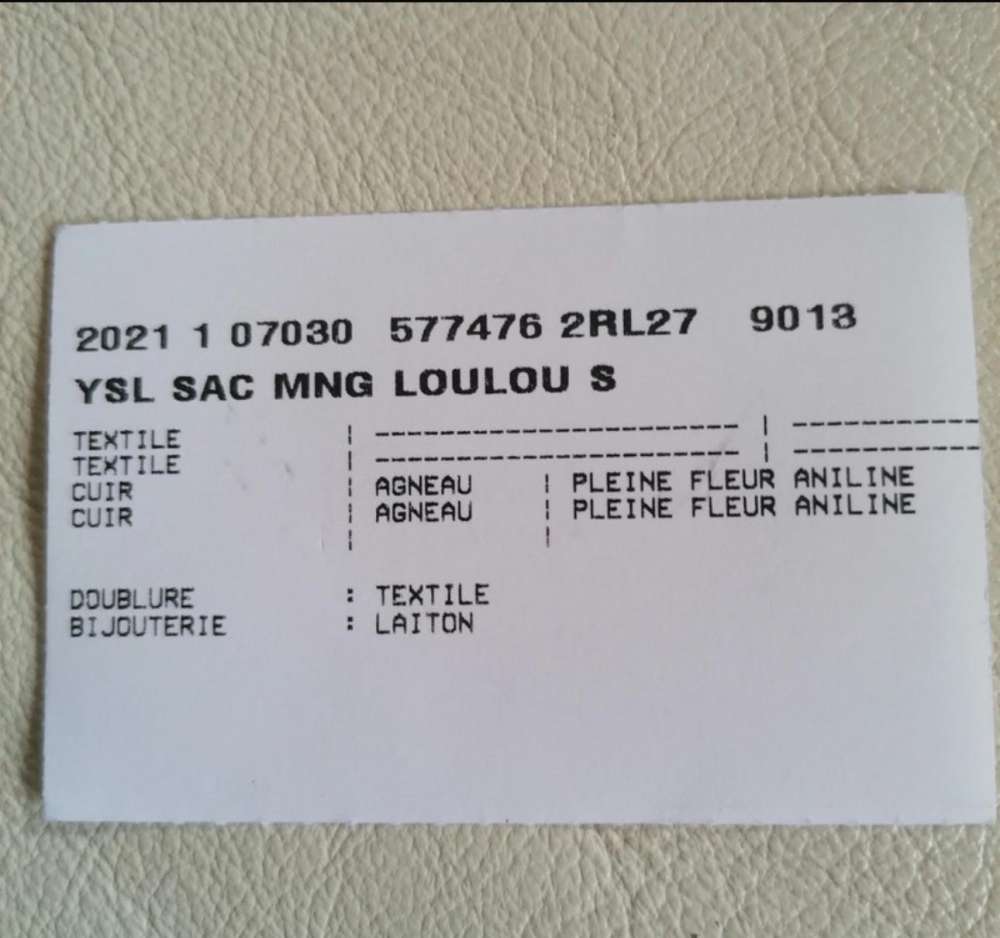 2021 1 07030 577476 2RL27 9013
YSL SAC MNG LOULOU S
TEXTILE | ---------------------- | ------------
TEXTILE | ---------------------- | ------------
CUIR | AGNEAU | PLEINE FLEUR ANILINE
CUIR | AGNEAU | PLEINE FLEUR ANILINE
| |
DOUBLURE : TEXTILE
BIJOUTERIE : LAITON